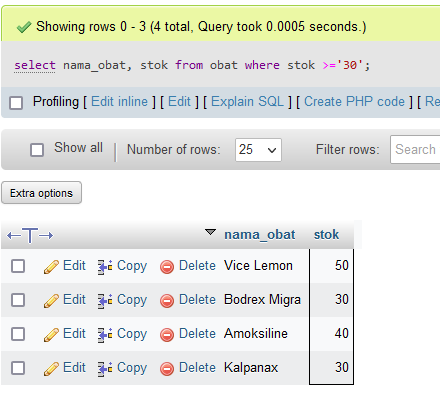 Showing rows 0 - 3 (4 total, Query took 0.0005 seconds.)
select nama_obat, stok from obat where stok >='30';
Profiling [ Edit inline ] [ Edit ] [ Explain SQL ] [ Create PHP code ] [ Re
Show all Number of rows: 25 Filter rows: Search
Extra options
←T→ nama_obat stok
Edit Copy Delete Vice Lemon 50
Edit Copy Delete Bodrex Migra 30
Edit Copy Delete Amoksiline 40
Edit Copy Delete Kalpanax 30